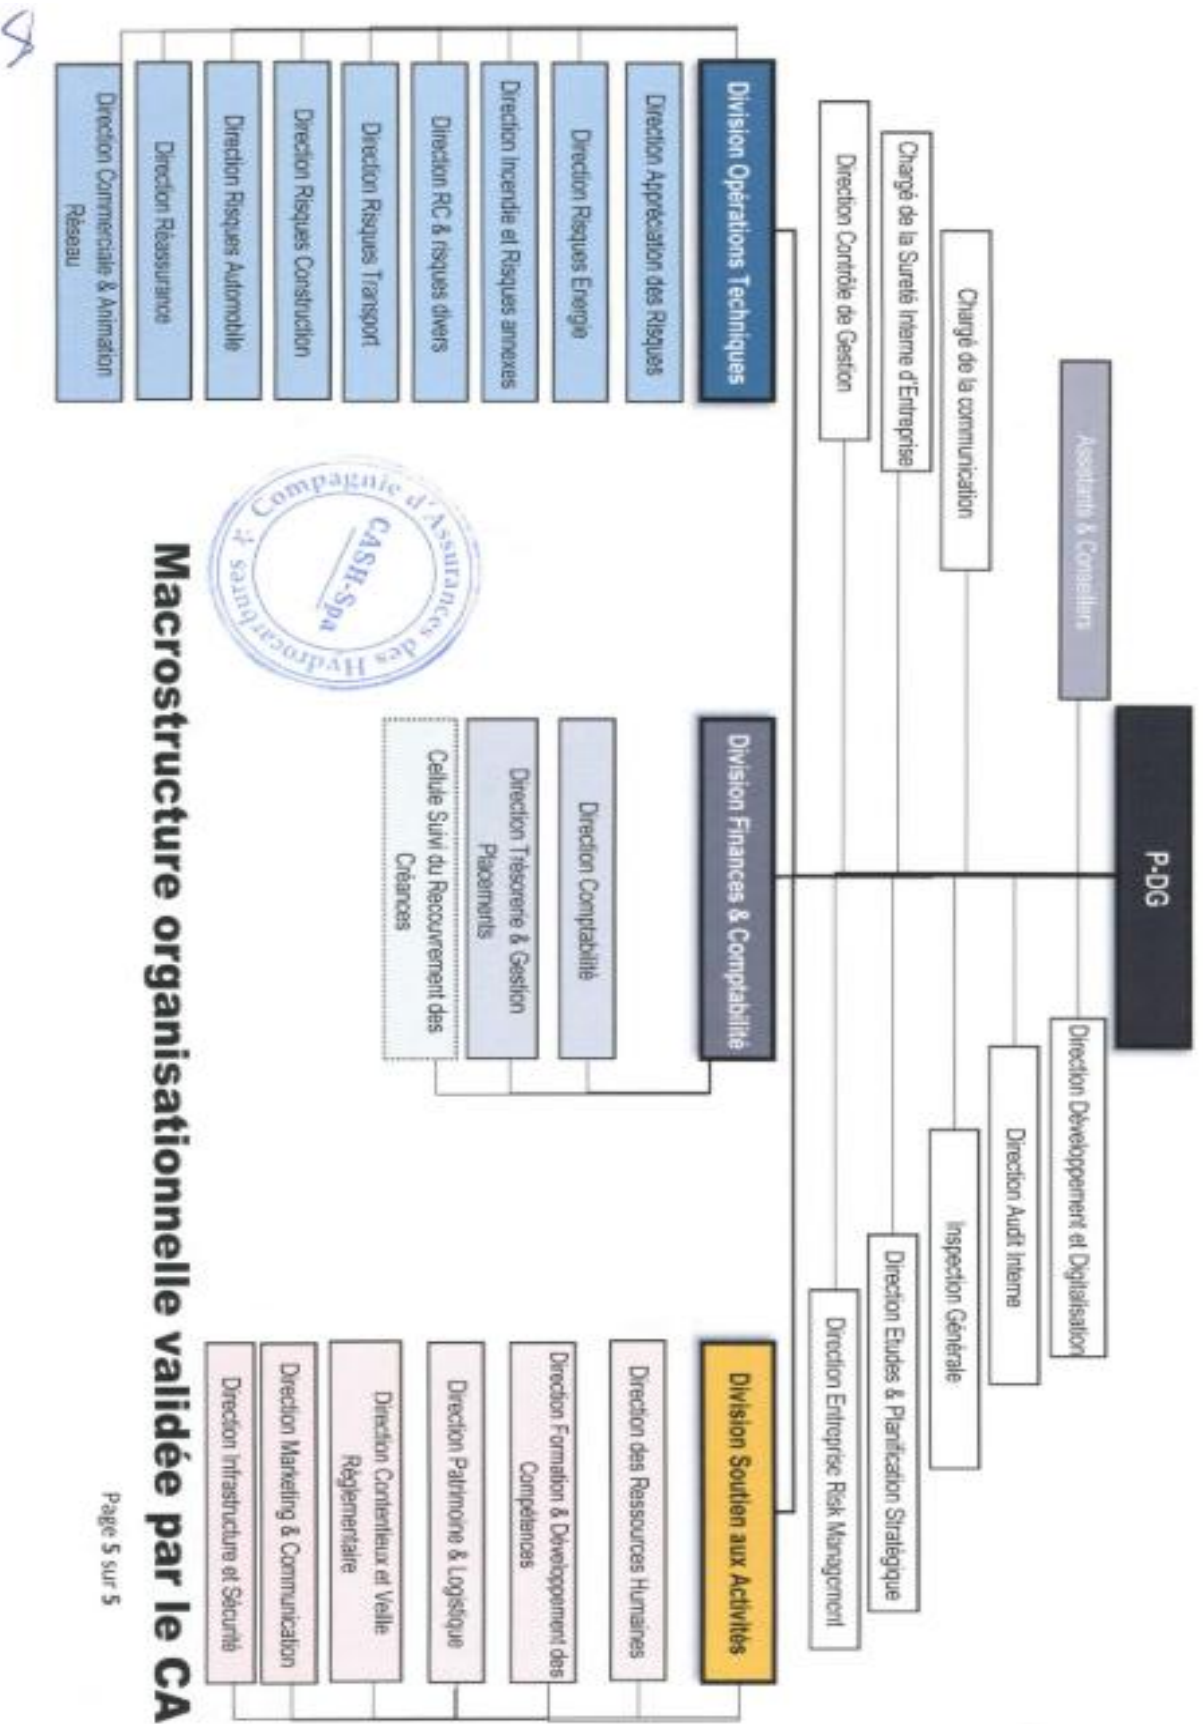 P-DG
Assistants & Conseillers
Direction Développement et Digitalisation
Chargé de la communication
Direction Audit Interne
Chargé de la Sureté Interne d'Entreprise
Inspection Générale
Direction Contrôle de Gestion
Direction Etudes & Planification Stratégique
Direction Entreprise Risk Management
Division Opérations Techniques
Direction Appréciation des Risques
Direction Risques Energie
Direction Incendie et Risques annexes
Direction RC & risques divers
Direction Risques Transport
Direction Risques Construction
Direction Risques Automobile
Direction Réassurance
Direction Commerciale & Animation
Réseau
Division Finances & Comptabilité
Direction Comptabilité
Direction Trésorerie & Gestion
Placements
Cellule Suivi du Recouvrement des
Créances
Division Soutien aux Activités
Direction des Ressources Humaines
Direction Formation & Développement des
Compétences
Direction Patrimoine & Logistique
Direction Contentieux et Veille
Règlementaire
Direction Marketing & Communication
Direction Infrastructure et Sécurité
Compagnie d'Assurances des Hydrocarbures
CASH-Spa
Macrostructure organisationnelle validée par le CA
Page 5 sur 5